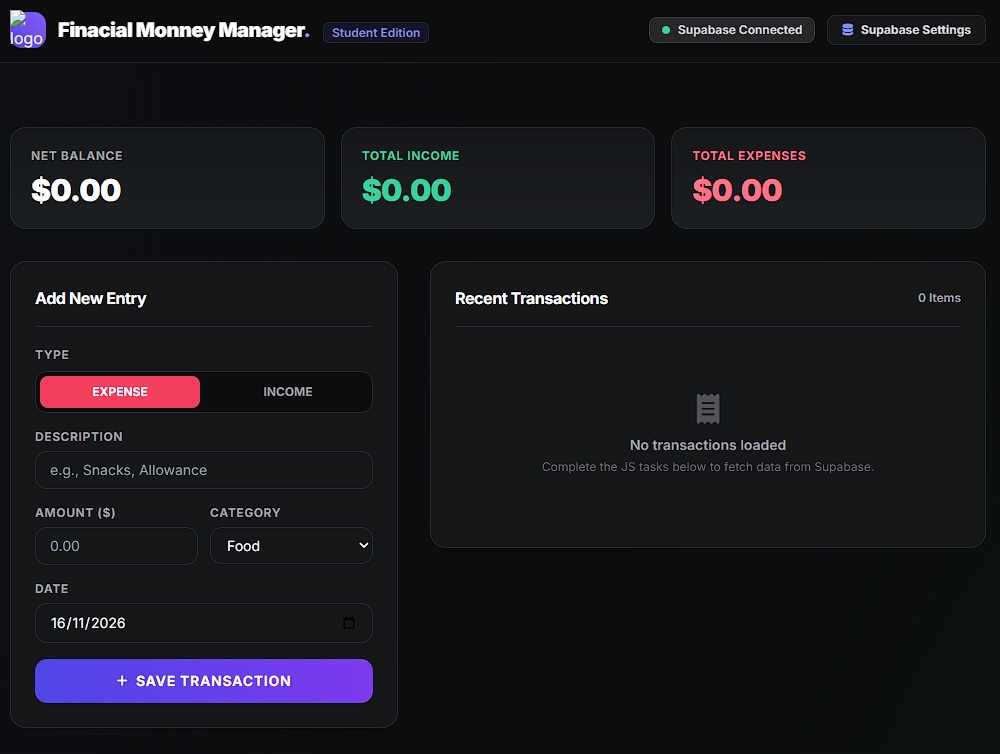 logo
Finacial Monney Manager.
Student Edition
Supabase Connected
Supabase Settings
NET BALANCE
$0.00
TOTAL INCOME
$0.00
TOTAL EXPENSES
$0.00
Add New Entry
TYPE
EXPENSE
INCOME
DESCRIPTION
e.g., Snacks, Allowance
AMOUNT ($)
CATEGORY
0.00
Food
DATE
16/11/2026
+ SAVE TRANSACTION
Recent Transactions
0 Items
No transactions loaded
Complete the JS tasks below to fetch data from Supabase.